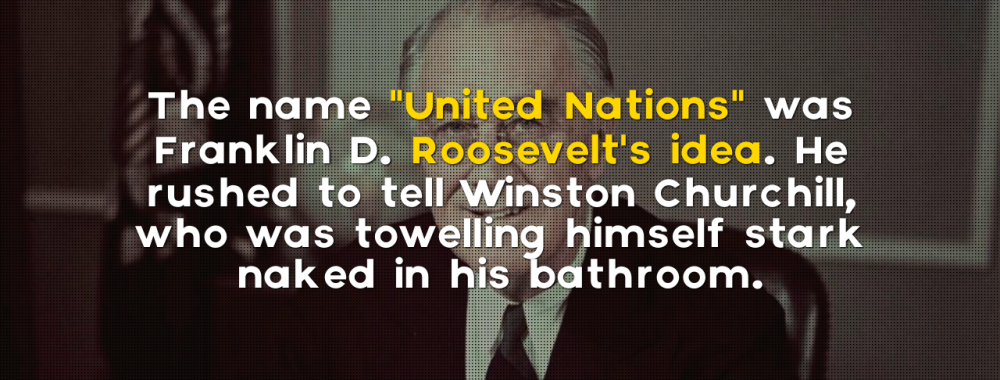 The name "United Nations" was
Franklin D. Roosevelt's idea. He
rushed to tell Winston Churchill,
who was towelling himself stark
naked in his bathroom.